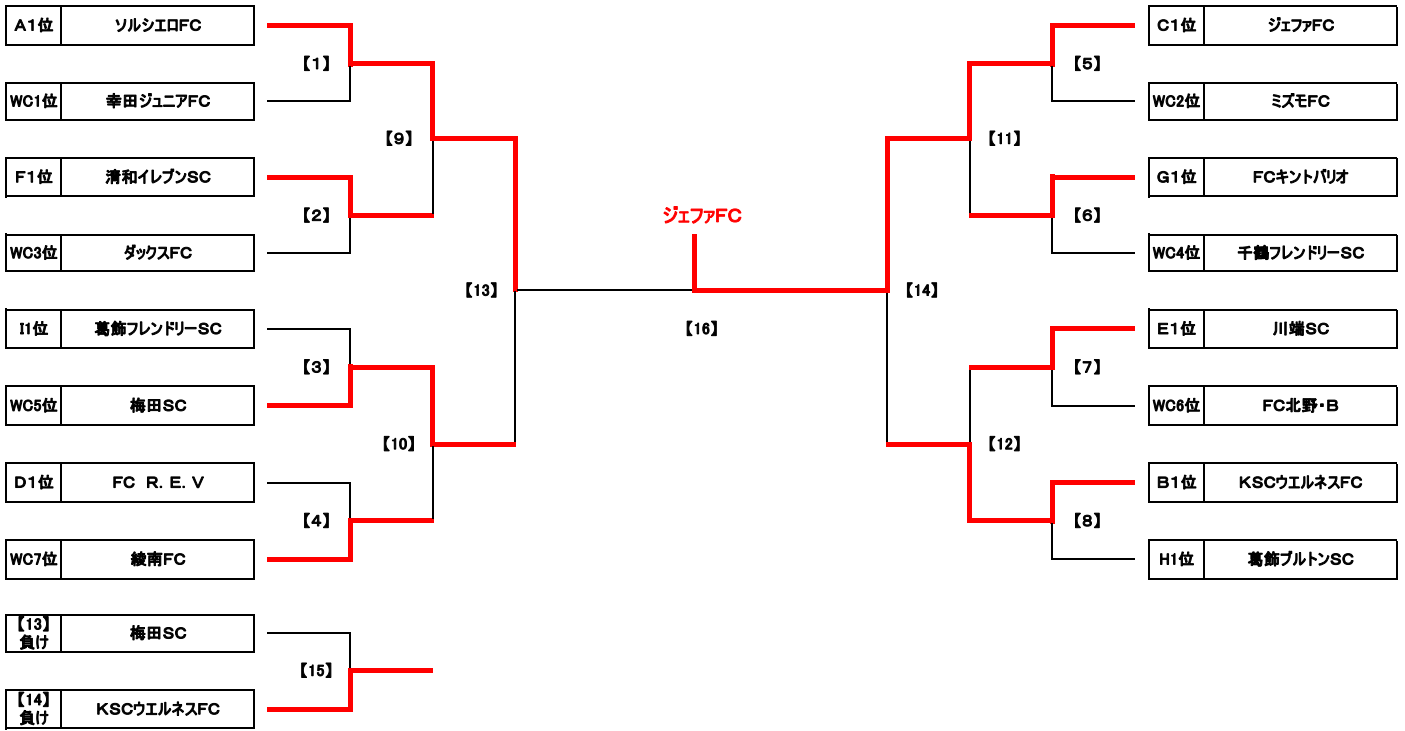 A1位 ソルシエロFC
【1】
WC1位 幸田ジュニアFC
【9】
F1位 清和イレブンSC
【2】
WC3位 ダックスFC
【13】
I1位 葛飾フレンドリーSC
【3】
WC5位 梅田SC
【10】
D1位 FC R.E.V
【4】
WC7位 綾南FC
【13】負け 梅田SC
【15】
【14】負け KSCウエルネスFC
ジェファFC
【16】
C1位 ジェファFC
【5】
WC2位 ミズモFC
【11】
G1位 FCキントバリオ
【6】
WC4位 千鶴フレンドリーSC
【14】
E1位 川端SC
【7】
WC6位 FC北野・B
【12】
B1位 KSCウエルネスFC
【8】
H1位 葛飾ブルトンSC